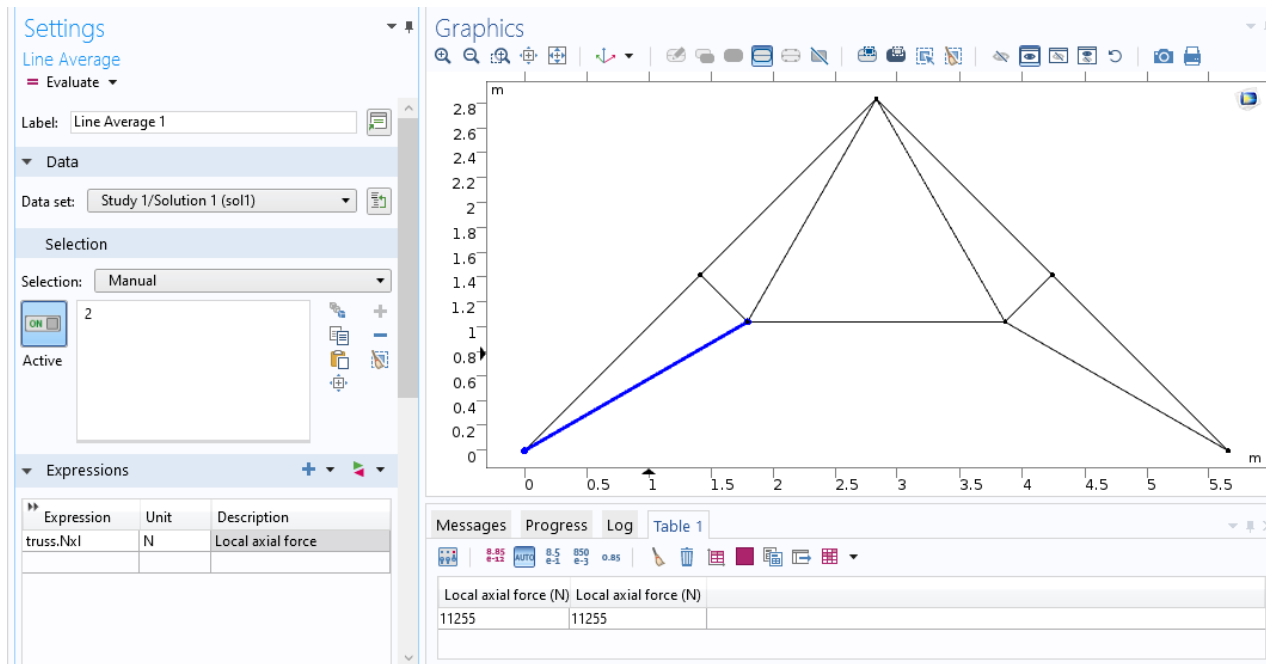 Settings
Line Average
= Evaluate
Label: Line Average 1
Data
Data set: Study 1/Solution 1 (sol1)
Selection
Selection: Manual
ON
2
Active
Expressions
Expression Unit Description
truss.Nxl N Local axial force
Graphics
m
2.8
2.6
2.4
2.2
2
1.8
1.6
1.4
1.2
1
0.8
0.6
0.4
0.2
0
m
0 0.5 1 1.5 2 2.5 3 3.5 4 4.5 5 5.5
Messages Progress Log Table 1
8.85 e-12 AUTO 8.5 e-1 850 e-3 0.85
Local axial force (N) Local axial force (N)
11255 11255